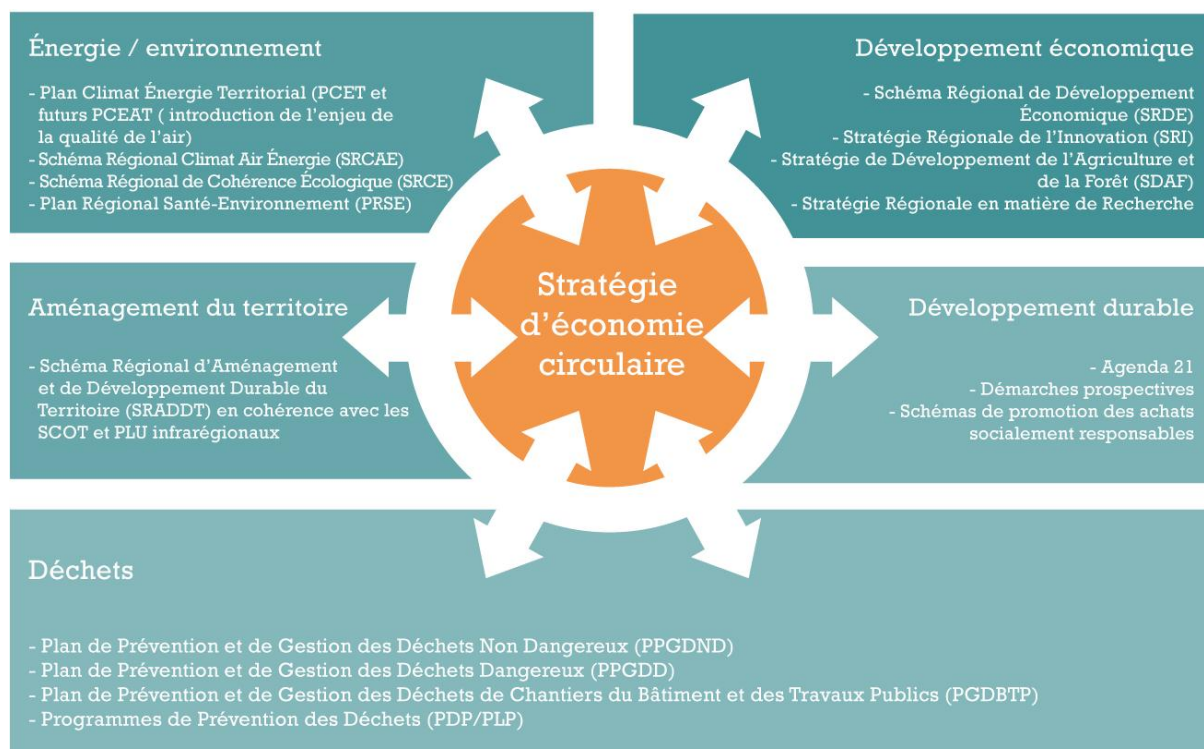 Énergie / environnement
- Plan Climat Énergie Territorial (PCET et
futurs PCEAT ( introduction de l'enjeu de
la qualité de l'air)
- Schéma Régional Climat Air Énergie (SRCAE)
- Schéma Régional de Cohérence Écologique (SRCE)
- Plan Régional Santé-Environnement (PRSE)
Développement économique
- Schéma Régional de Développement
Économique (SRDE)
- Stratégie Régionale de l'Innovation (SRI)
- Stratégie de Développement de l'Agriculture et
de la Forêt (SDAF)
- Stratégie Régionale en matière de Recherche
Stratégie
d'économie
circulaire
Aménagement du territoire
- Schéma Régional d'Aménagement
et de Développement Durable du
Territoire (SRADDT) en cohérence avec les
SCOT et PLU infrarégionaux
Développement durable
- Agenda 21
- Démarches prospectives
- Schémas de promotion des achats
socialement responsables
Déchets
- Plan de Prévention et de Gestion des Déchets Non Dangereux (PPGDND)
- Plan de Prévention et de Gestion des Déchets Dangereux (PPGDD)
- Plan de Prévention et de Gestion des Déchets de Chantiers du Bâtiment et des Travaux Publics (PGDBTP)
- Programmes de Prévention des Déchets (PDP/PLP)